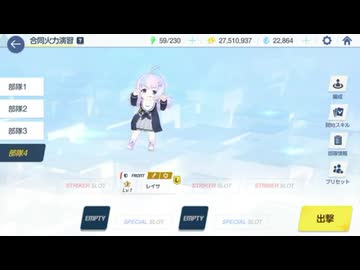 合同火力演習
59/230
27,510,937
22,864
部隊1
部隊2
部隊3
部隊4
編成
開始スキル
部隊情報
プリセット
FRONT
Lv.1
レイサ
STRIKER SLOT
STRIKER SLOT
STRIKER SLOT
EMPTY
SPECIAL SLOT
EMPTY
SPECIAL SLOT
出撃